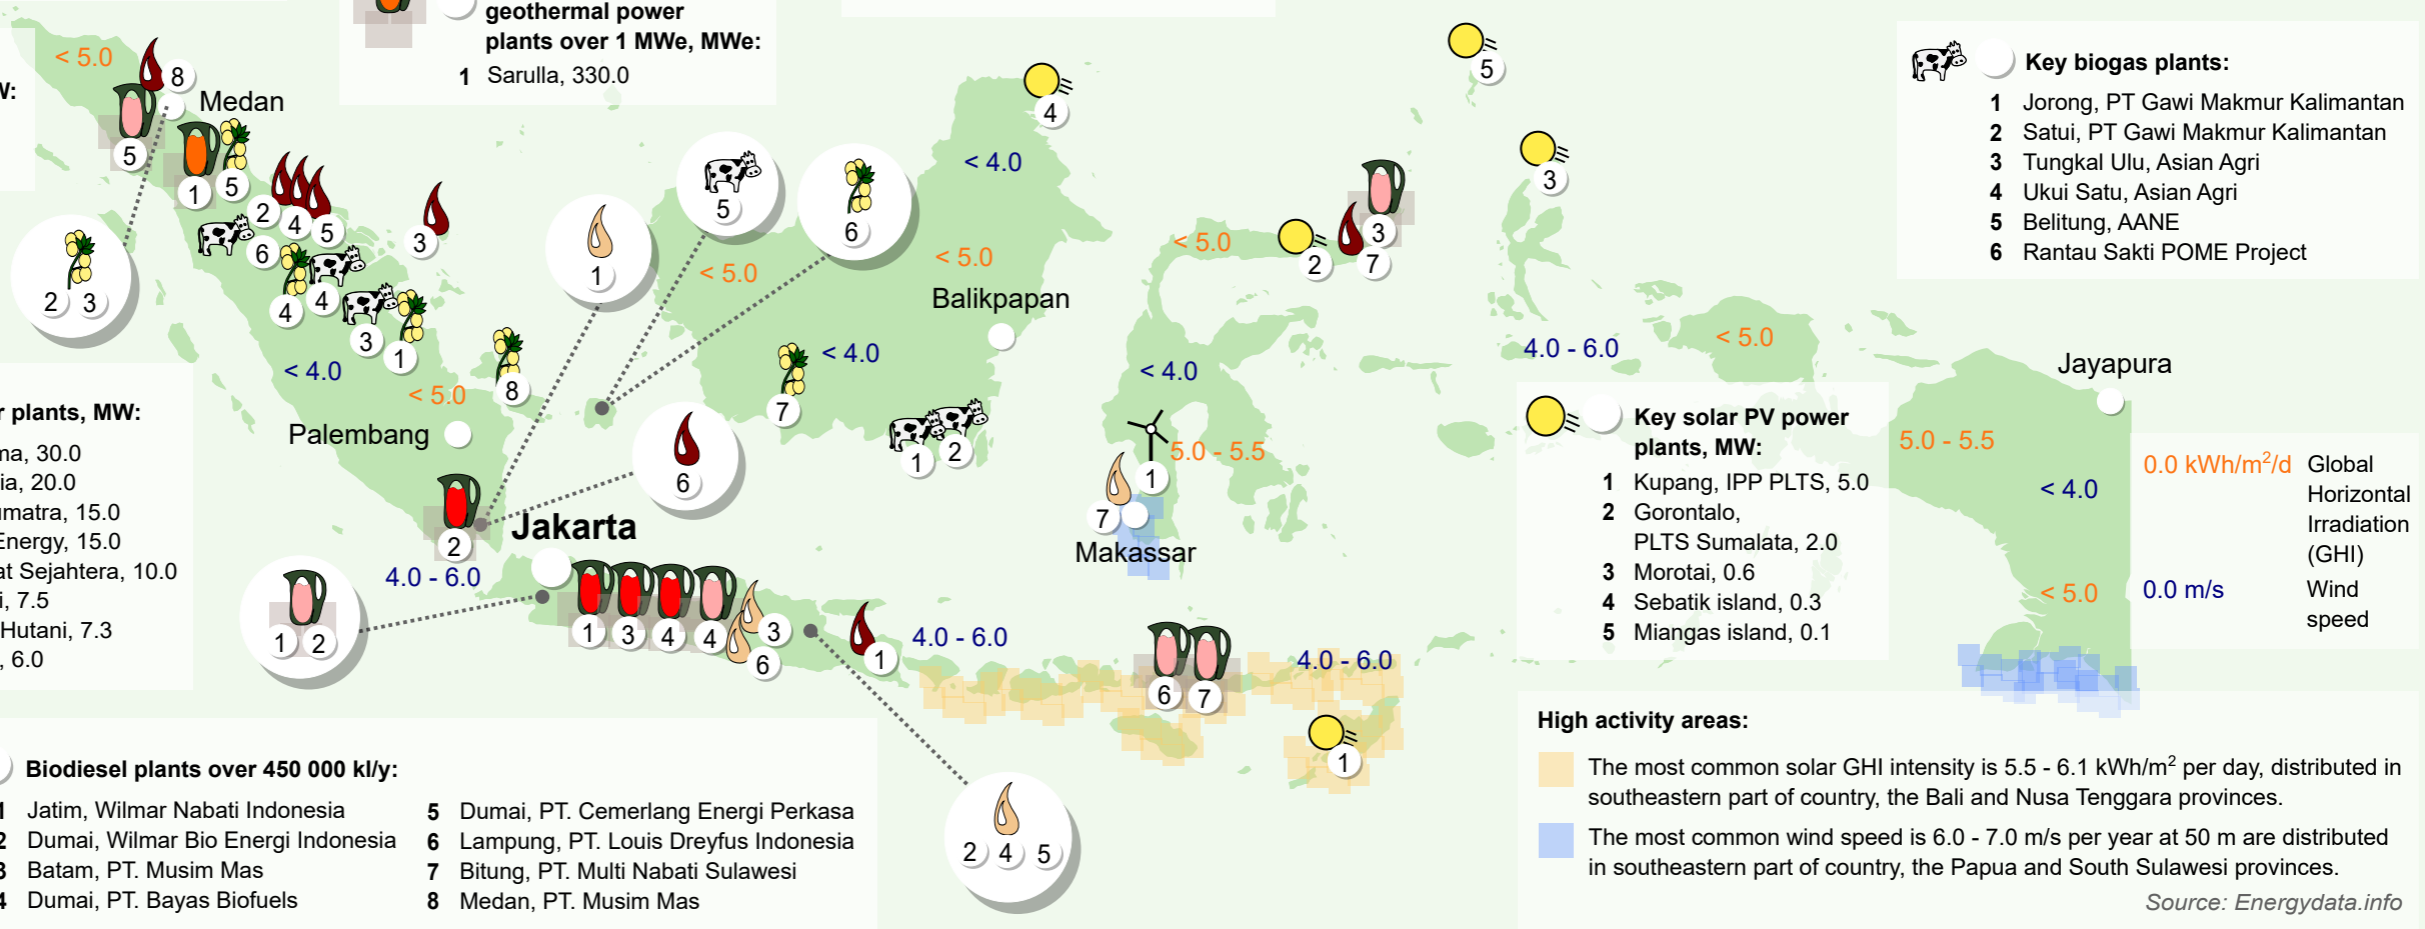 geothermal power
plants over 1 MWe, MWe:
1 Sarulla, 330.0
W:
r plants, MW:
ma, 30.0
ia, 20.0
umatra, 15.0
Energy, 15.0
at Sejahtera, 10.0
i, 7.5
Hutani, 7.3
, 6.0
Biodiesel plants over 450 000 kl/y:
1 Jatim, Wilmar Nabati Indonesia
2 Dumai, Wilmar Bio Energi Indonesia
3 Batam, PT. Musim Mas
4 Dumai, PT. Bayas Biofuels
5 Dumai, PT. Cemerlang Energi Perkasa
6 Lampung, PT. Louis Dreyfus Indonesia
7 Bitung, PT. Multi Nabati Sulawesi
8 Medan, PT. Musim Mas
Key biogas plants:
1 Jorong, PT Gawi Makmur Kalimantan
2 Satui, PT Gawi Makmur Kalimantan
3 Tungkal Ulu, Asian Agri
4 Ukui Satu, Asian Agri
5 Belitung, AANE
6 Rantau Sakti POME Project
Key solar PV power
plants, MW:
1 Kupang, IPP PLTS, 5.0
2 Gorontalo,
PLTS Sumalata, 2.0
3 Morotai, 0.6
4 Sebatik island, 0.3
5 Miangas island, 0.1
0.0 kWh/m²/d Global
Horizontal
Irradiation
(GHI)
0.0 m/s Wind
speed
High activity areas:
The most common solar GHI intensity is 5.5 - 6.1 kWh/m² per day, distributed in
southeastern part of country, the Bali and Nusa Tenggara provinces.
The most common wind speed is 6.0 - 7.0 m/s per year at 50 m are distributed
in southeastern part of country, the Papua and South Sulawesi provinces.
Source: Energydata.info
< 5.0
8
Medan
5
1
5
2
4
5
3
6
2 3
4
4
3
1
< 4.0
< 5.0
8
Palembang
2
Jakarta
4.0 - 6.0
1 2
1
3
4
4
3
6
1
2 4 5
1
5
6
6
< 5.0
< 4.0
4
< 5.0
Balikpapan
< 4.0
7
1
2
5
3
< 5.0
2
3
7
< 4.0
5.0 - 5.5
1
7
Makassar
4.0 - 6.0
6
7
4.0 - 6.0
1
4.0 - 6.0
< 5.0
Jayapura
5.0 - 5.5
< 4.0
< 5.0